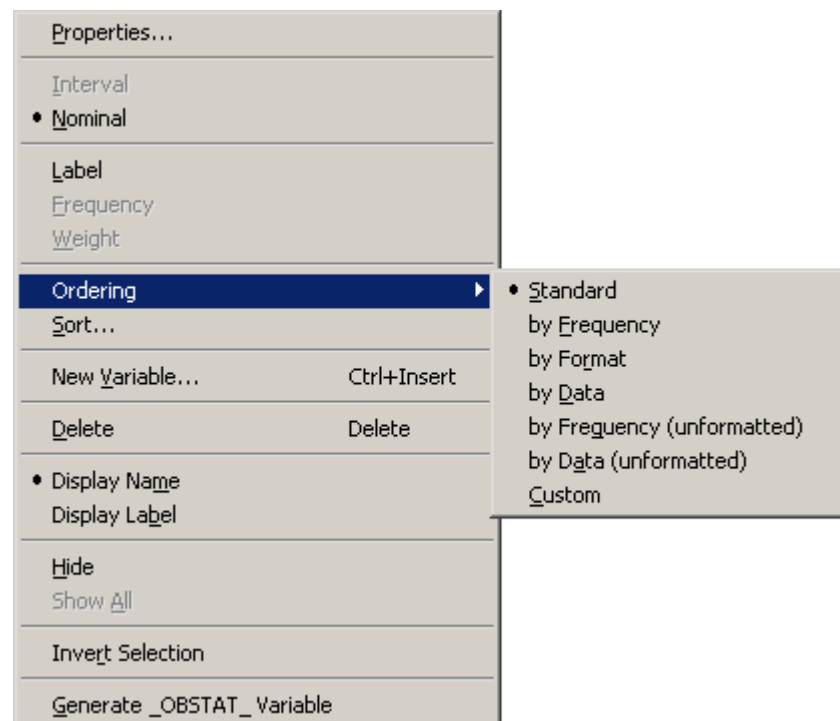 Properties...
Interval
• Nominal
Label
Frequency
Weight
Ordering
Sort...
New Variable... Ctrl+Insert
Delete Delete
• Display Name
Display Label
Hide
Show All
Invert Selection
Generate _OBSTAT_ Variable
• Standard
by Frequency
by Format
by Data
by Frequency (unformatted)
by Data (unformatted)
Custom